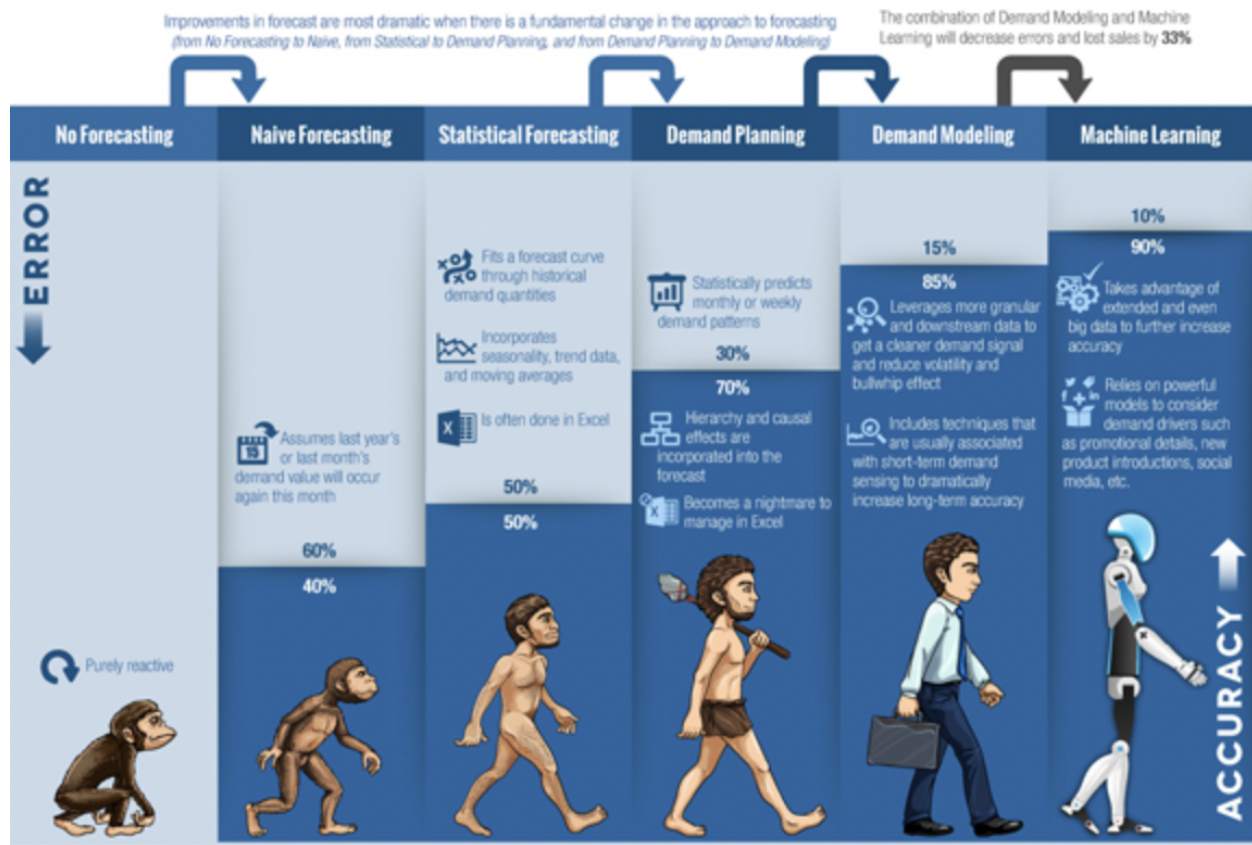 Improvements in forecast are most dramatic when there is a fundamental change in the approach to forecasting
(from No Forecasting to Naive, from Statistical to Demand Planning, and from Demand Planning to Demand Modeling)
The combination of Demand Modeling and Machine
Learning will decrease errors and lost sales by 33%
No Forecasting
Naive Forecasting
Statistical Forecasting
Demand Planning
Demand Modeling
Machine Learning
ERROR
Purely reactive
15
Assumes last year's
or last month's
demand value will occur
again this month
60%
40%
Fits a forecast curve
through historical
demand quantities
Incorporates
seasonality, trend data,
and moving averages
X
Is often done in Excel
50%
50%
Statistically predicts
monthly or weekly
demand patterns
30%
70%
Hierarchy and causal
effects are
incorporated into the
forecast
X
Becomes a nightmare to
manage in Excel
15%
85%
Leverages more granular
and downstream data to
get a cleaner demand signal
and reduce volatility and
bullwhip effect
Includes techniques that
are usually associated
with short-term demand
sensing to dramatically
increase long-term accuracy
10%
90%
Takes advantage of
extended and even
big data to further increase
accuracy
f
in
Relies on powerful
models to consider
demand drivers such
as promotional details, new
product introductions, social
media, etc.
ACCURACY